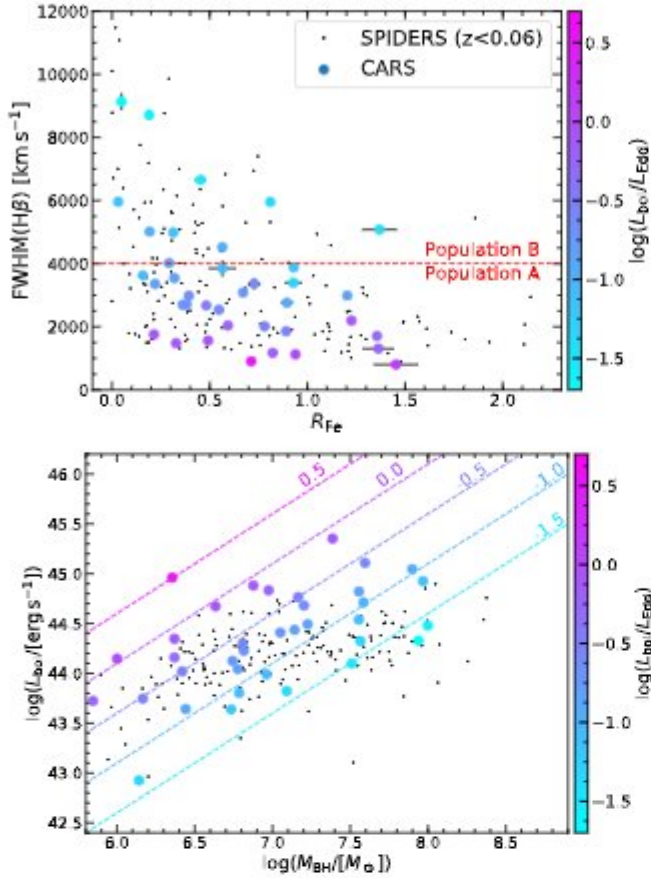 12000
10000
8000
6000
4000
2000
0
FWHM(Hβ) [km s⁻¹]
SPIDERS (z<0.06)
CARS
Population B
Population A
0.0 0.5 1.0 1.5 2.0
R_Fe
0.5
0.0
−0.5
−1.0
−1.5
log(L_bol/L_Edd)
46.0
45.5
45.0
44.5
44.0
43.5
43.0
42.5
log(L_bol/[erg s⁻¹])
0.5
0.0
-0.5
-1.0
-1.5
6.0 6.5 7.0 7.5 8.0 8.5
log(M_BH/[M_⊙])
0.5
0.0
−0.5
−1.0
−1.5
log(L_bol/L_Edd)